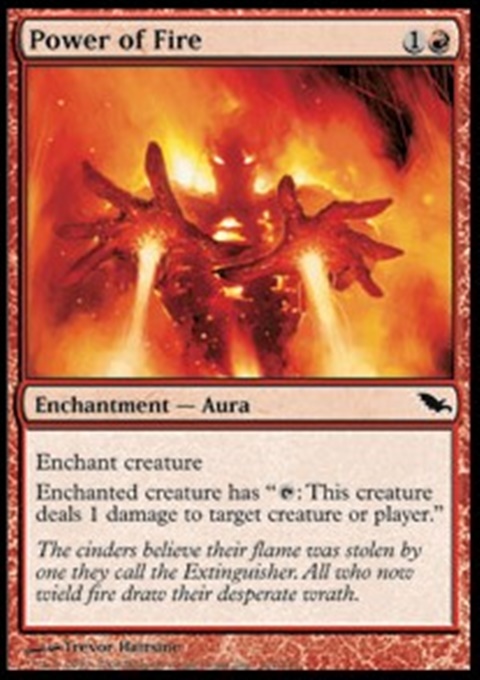 Power of Fire 1
Enchantment — Aura
Enchant creature
Enchanted creature has “: This creature
deals 1 damage to target creature or player.”
The cinders believe their flame was stolen by
one they call the Extinguisher. All who now
wield fire draw their desperate wrath.
Trevor Hairsine